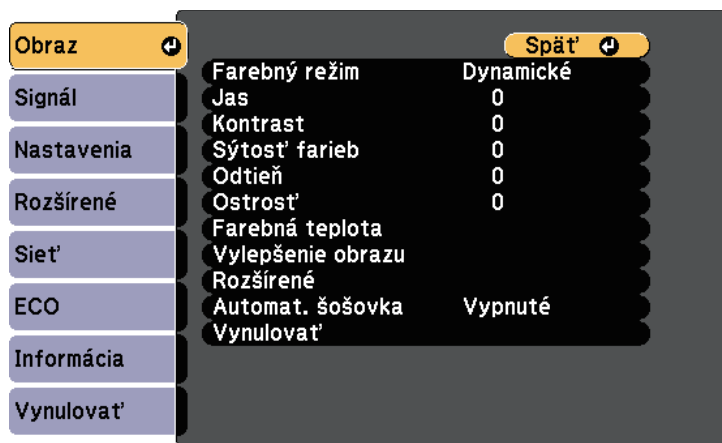 Obraz
Signál
Nastavenia
Rozšírené
Sieť
ECO
Informácia
Vynulovať
Späť
Farebný režim Dynamické
Jas 0
Kontrast 0
Sýtosť farieb 0
Odtieň 0
Ostrosť 0
Farebná teplota
Vylepšenie obrazu
Rozšírené
Automat. šošovka Vypnuté
Vynulovať